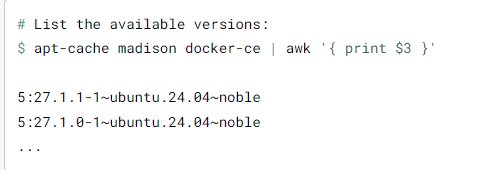 # List the available versions:
$ apt-cache madison docker-ce | awk '{ print $3 }'
5:27.1.1-1~ubuntu.24.04~noble
5:27.1.0-1~ubuntu.24.04~noble
...